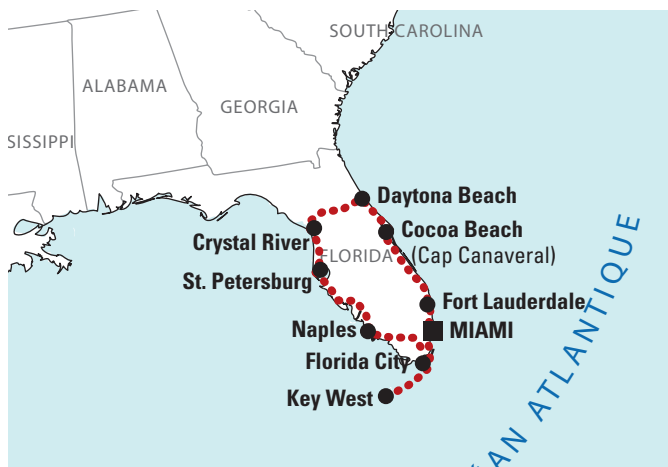 SOUTH CAROLINA
ALABAMA
GEORGIA
SISSIPPI
Daytona Beach
Crystal River
Cocoa Beach
FLORIDA
(Cap Canaveral)
St. Petersburg
Fort Lauderdale
Naples
MIAMI
Florida City
Key West
AN ATLANTIQUE